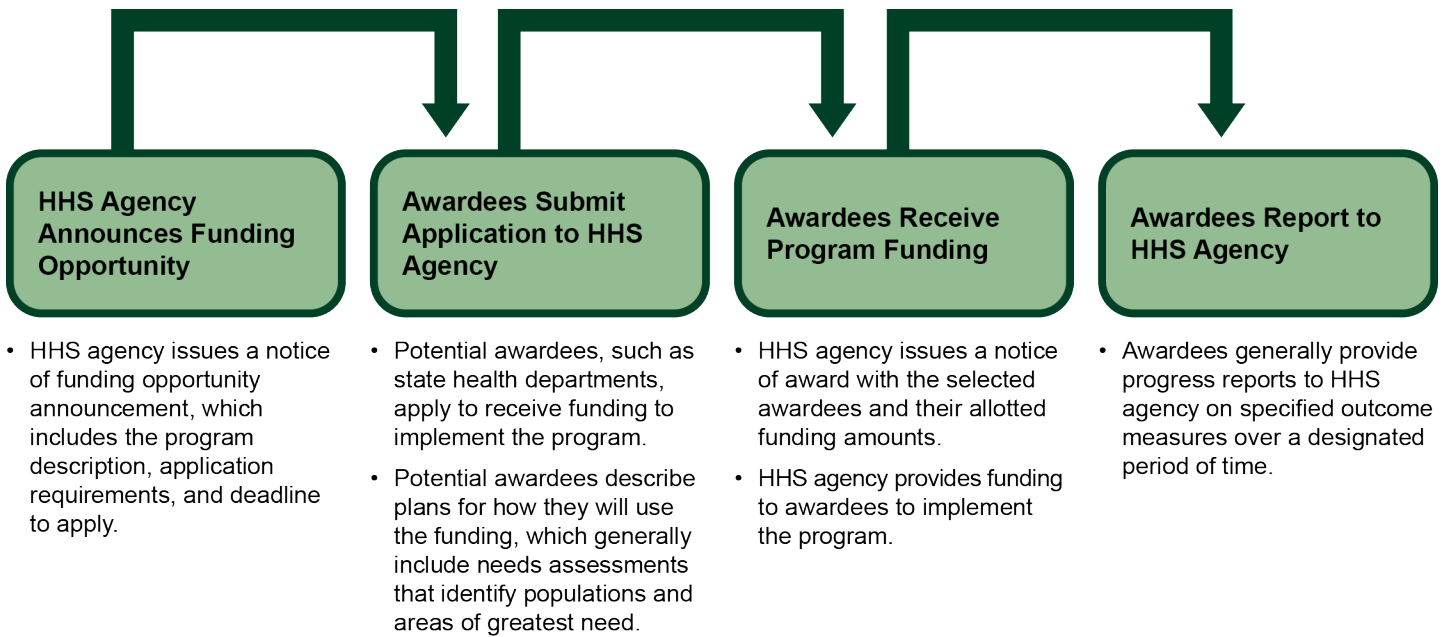 HHS Agency
Announces Funding
Opportunity
Awardees Submit
Application to HHS
Agency
Awardees Receive
Program Funding
Awardees Report to
HHS Agency
• HHS agency issues a notice
of funding opportunity
announcement, which
includes the program
description, application
requirements, and deadline
to apply.
• Potential awardees, such as
state health departments,
apply to receive funding to
implement the program.
• Potential awardees describe
plans for how they will use
the funding, which generally
include needs assessments
that identify populations and
areas of greatest need.
• HHS agency issues a notice
of award with the selected
awardees and their allotted
funding amounts.
• HHS agency provides funding
to awardees to implement
the program.
• Awardees generally provide
progress reports to HHS
agency on specified outcome
measures over a designated
period of time.